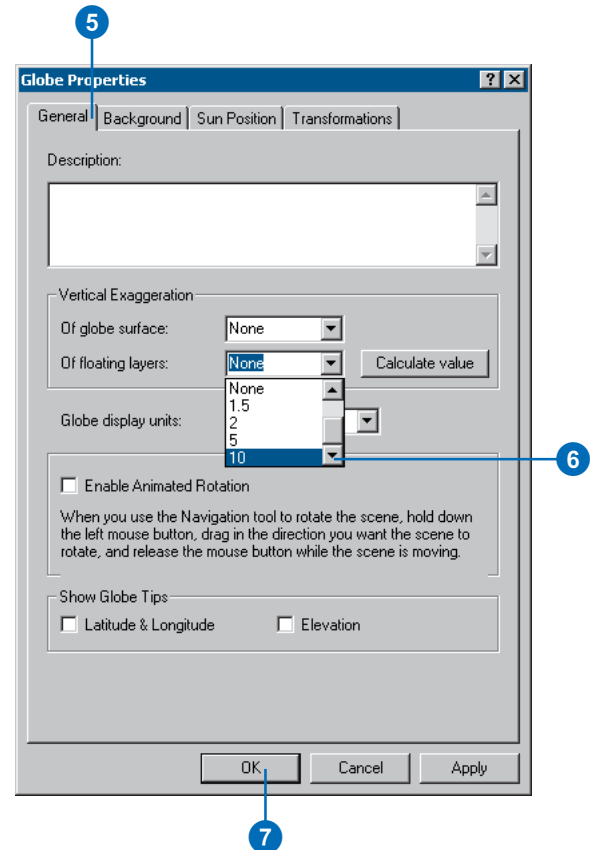 5
Globe Properties
General Background Sun Position Transformations
Description:
Vertical Exaggeration
Of globe surface: None
Of floating layers: None Calculate value
None
1.5
Globe display units: 2
5
10
6
Enable Animated Rotation
When you use the Navigation tool to rotate the scene, hold down
the left mouse button, drag in the direction you want the scene to
rotate, and release the mouse button while the scene is moving.
Show Globe Tips
Latitude & Longitude Elevation
OK Cancel Apply
7